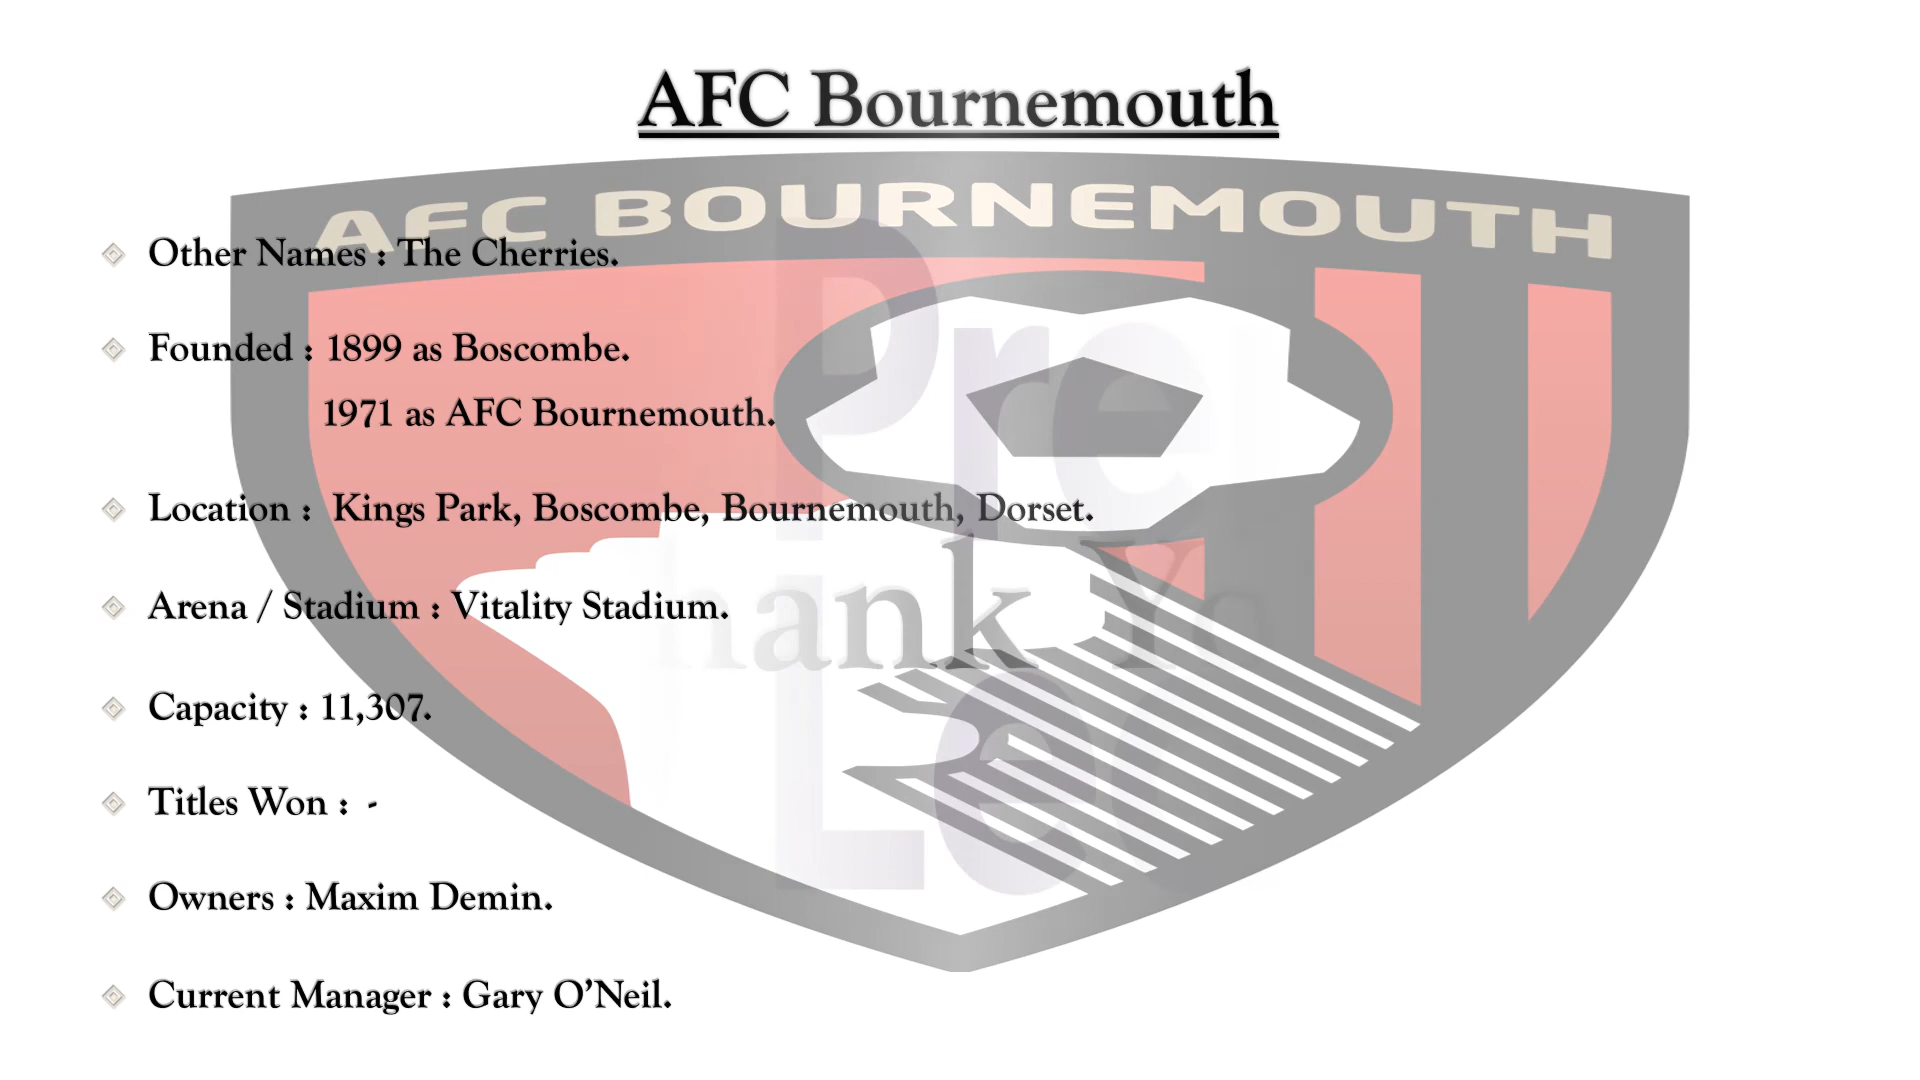 AFC Bournemouth
AFC BOURNEMOUTH
Other Names : The Cherries.
Founded : 1899 as Boscombe.
1971 as AFC Bournemouth.
Location : Kings Park, Boscombe, Bournemouth, Dorset.
Arena / Stadium : Vitality Stadium.
Capacity : 11,307.
Titles Won : -
Owners : Maxim Demin.
Current Manager : Gary O’Neil.